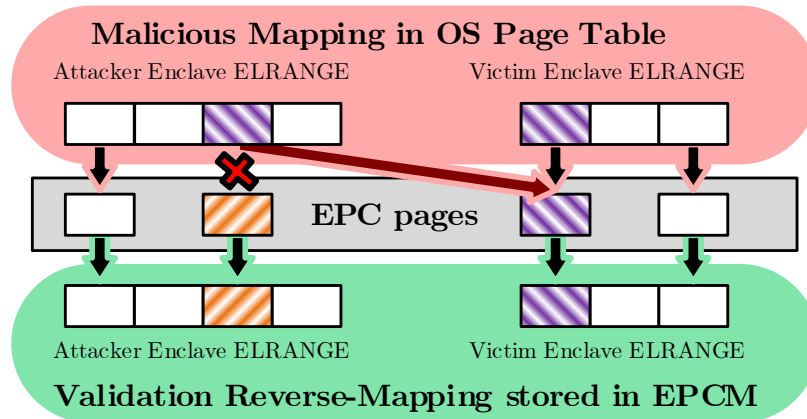 Malicious Mapping in OS Page Table
Attacker Enclave ELRANGE
Victim Enclave ELRANGE
EPC pages
Attacker Enclave ELRANGE
Victim Enclave ELRANGE
Validation Reverse-Mapping stored in EPCM